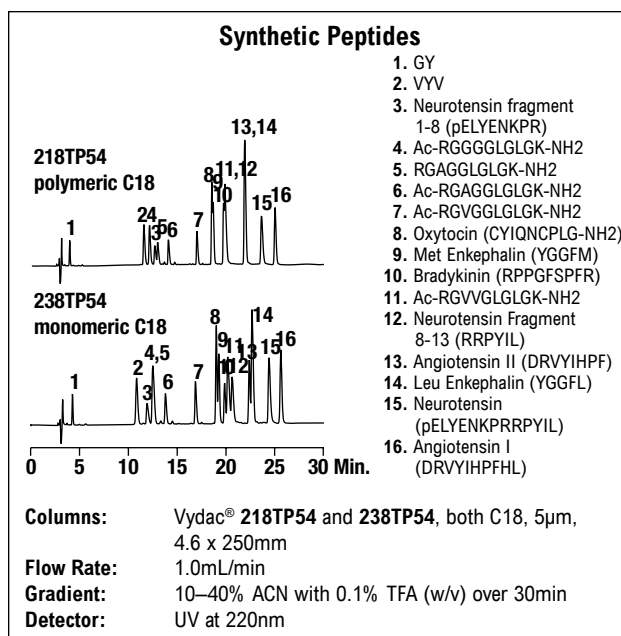 Synthetic Peptides
218TP54
polymeric C18
1
2
4
3
5
6
7
8
9
10
11,12
13,14
15
16
238TP54
monomeric C18
1
2
3
4,5
6
7
8
9
10
11
12
13
14
15
16
0 5 10 15 20 25 30 Min.
1. GY
2. VYV
3. Neurotensin fragment
1-8 (pELYENKPR)
4. Ac-RGGGGLGLGK-NH2
5. RGAGGLGLGK-NH2
6. Ac-RGAGGLGLGK-NH2
7. Ac-RGVGGLGLGK-NH2
8. Oxytocin (CYIQNCPLG-NH2)
9. Met Enkephalin (YGGFM)
10. Bradykinin (RPPGFSPFR)
11. Ac-RGVVGLGLGK-NH2
12. Neurotensin Fragment
8-13 (RRPYIL)
13. Angiotensin II (DRVYIHPF)
14. Leu Enkephalin (YGGFL)
15. Neurotensin
(pELYENKPRRPYIL)
16. Angiotensin I
(DRVYIHPFHL)
Columns: Vydac® 218TP54 and 238TP54, both C18, 5µm,
4.6 x 250mm
Flow Rate: 1.0mL/min
Gradient: 10–40% ACN with 0.1% TFA (w/v) over 30min
Detector: UV at 220nm